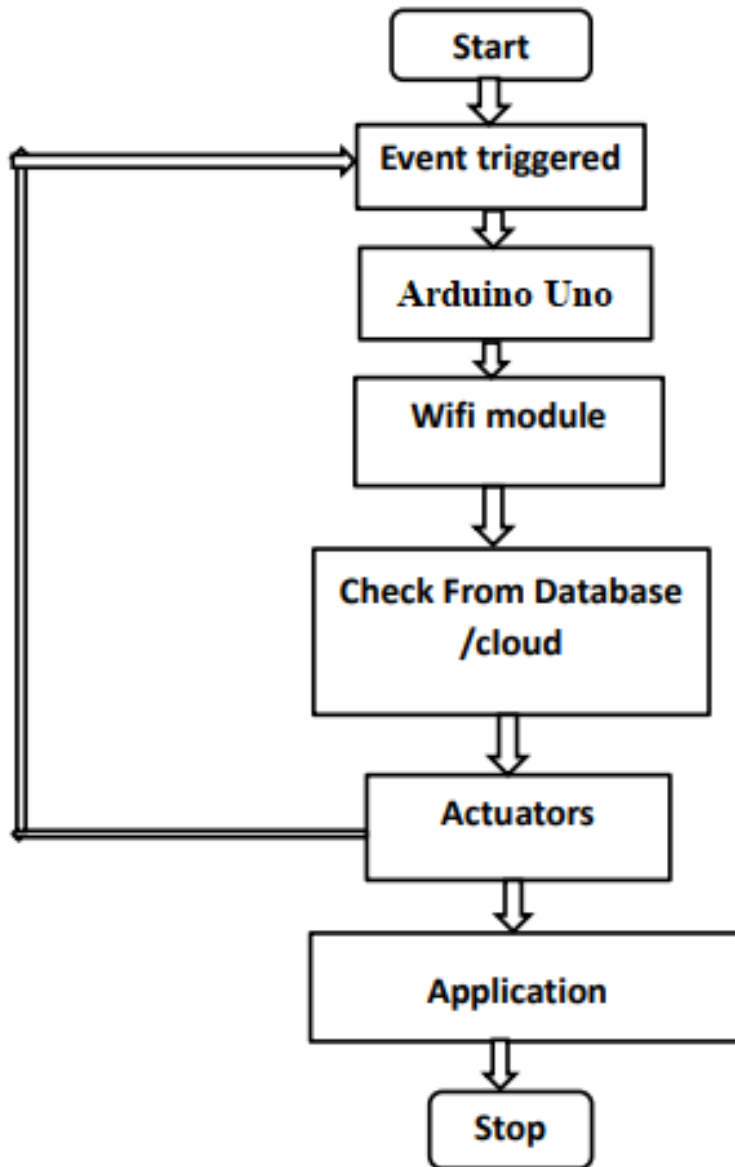 Start
Event triggered
Arduino Uno
Wifi module
Check From Database
/cloud
Actuators
Application
Stop